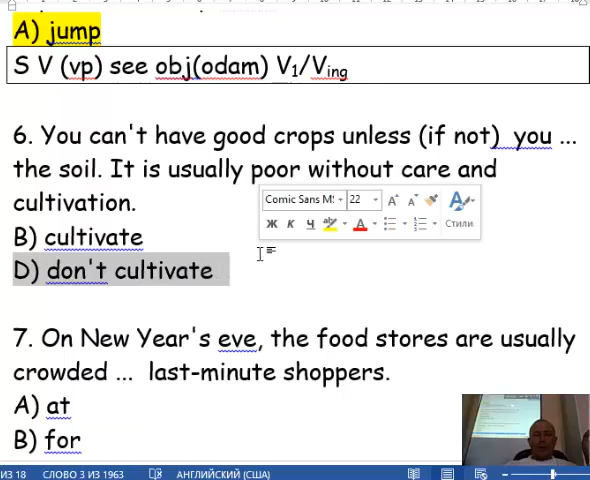 A) jump
S V (vp) see obj(odam) V1/Ving
6. You can't have good crops unless (if not) you ...
the soil. It is usually poor without care and
cultivation.
Comic Sans M! 22
Ж К Ч Стили
B) cultivate
D) don't cultivate
7. On New Year's eve, the food stores are usually
crowded ... last-minute shoppers.
A) at
B) for
ИЗ 18 СЛОВО 3 ИЗ 1963 АНГЛИЙСКИЙ (США)